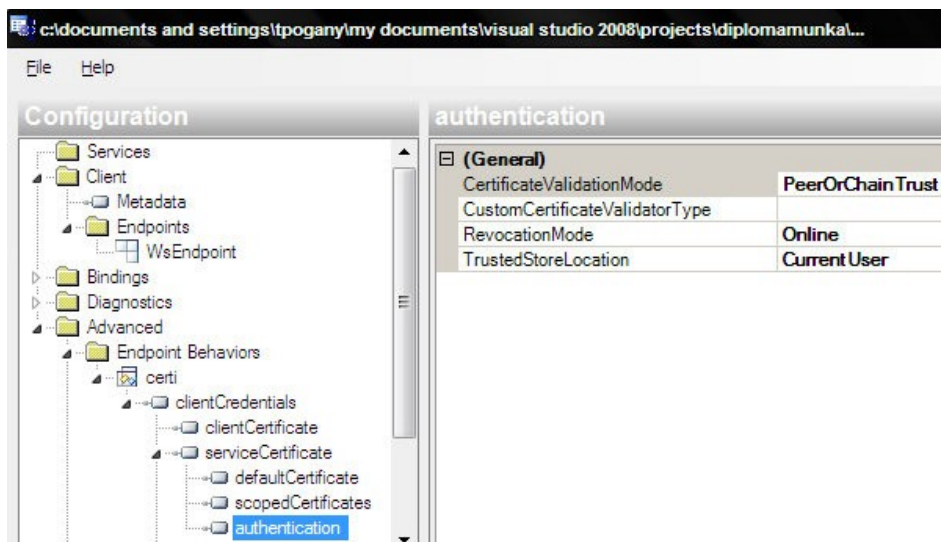 c:\documents and settings\tpogany\my documents\visual studio 2008\projects\diplomamunka\...
File Help
Configuration
Services
Client
Metadata
Endpoints
WsEndpoint
Bindings
Diagnostics
Advanced
Endpoint Behaviors
certi
clientCredentials
clientCertificate
serviceCertificate
defaultCertificate
scopedCertificates
authentication
authentication
(General)
CertificateValidationMode PeerOrChainTrust
CustomCertificateValidatorType
RevocationMode Online
TrustedStoreLocation CurrentUser